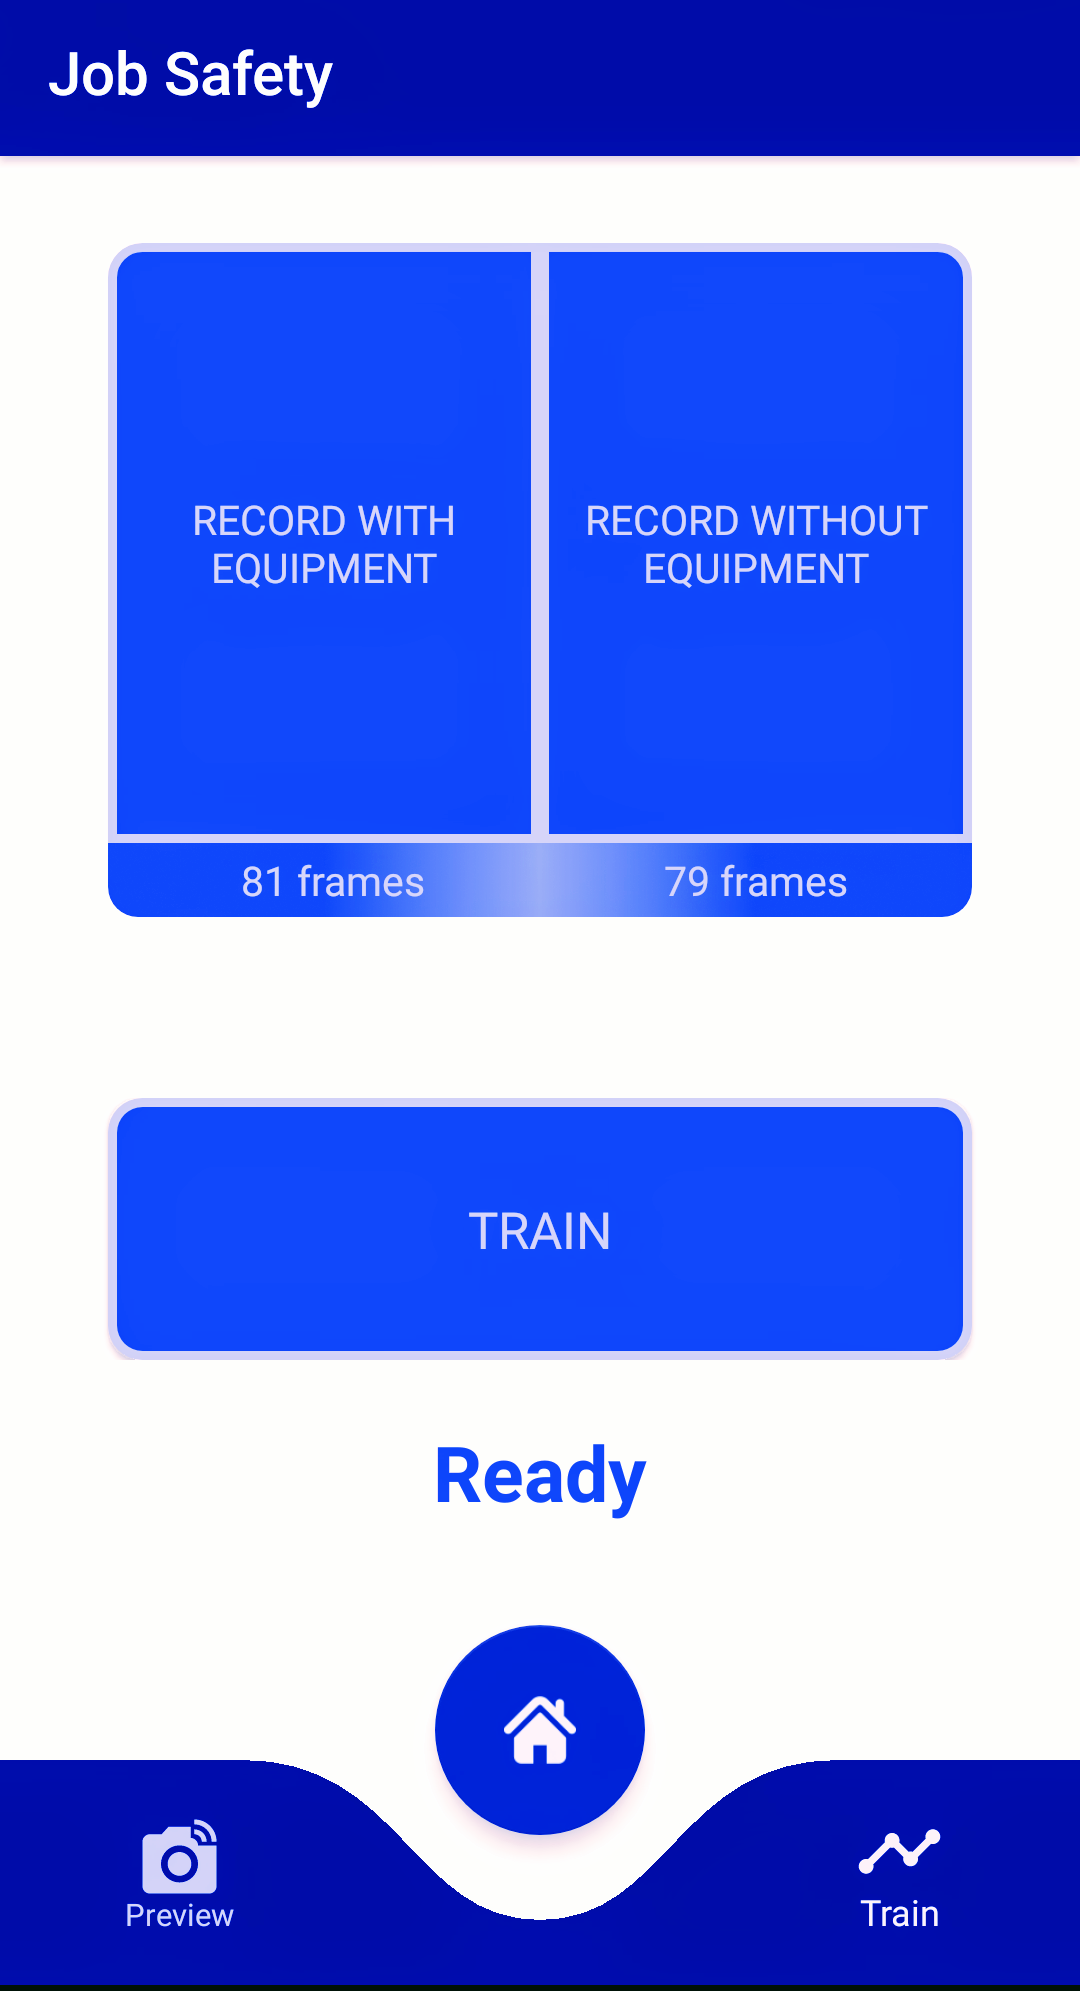 Job Safety
RECORD WITH
EQUIPMENT
RECORD WITHOUT
EQUIPMENT
81 frames
79 frames
TRAIN
Ready
Preview
Train